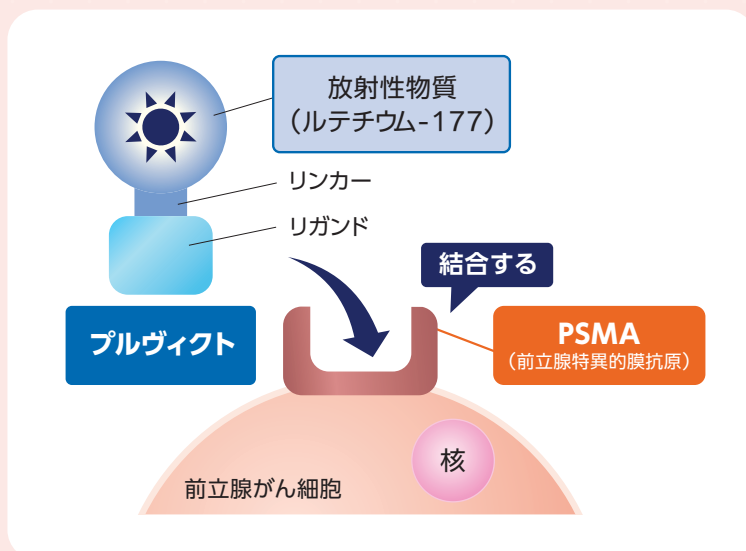 放射性物質
（ルテチウム-177）
リンカー
リガンド
結合する
プルヴィクト
PSMA
（前立腺特異的膜抗原）
核
前立腺がん細胞